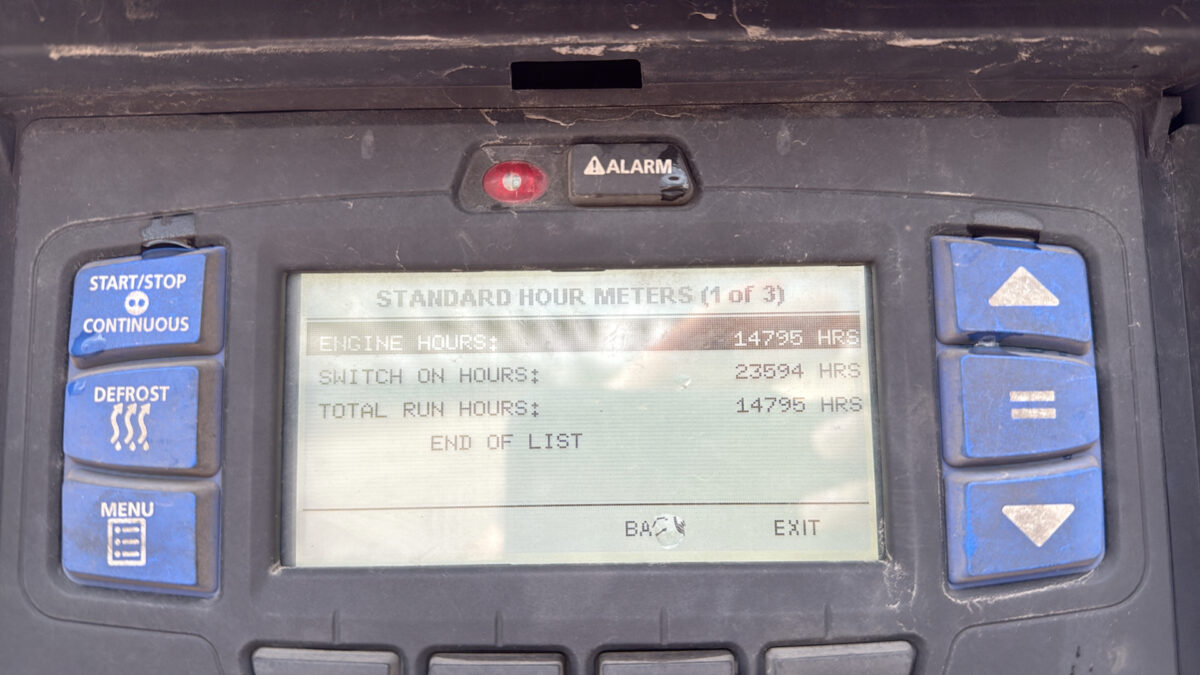 ⚠ALARM
START/STOP
CONTINUOUS
DEFROST
MENU
STANDARD HOUR METERS (1 of 3)
ENGINE HOURS: 14795 HRS
SWITCH ON HOURS: 23594 HRS
TOTAL RUN HOURS: 14795 HRS
END OF LIST
BACK EXIT
=